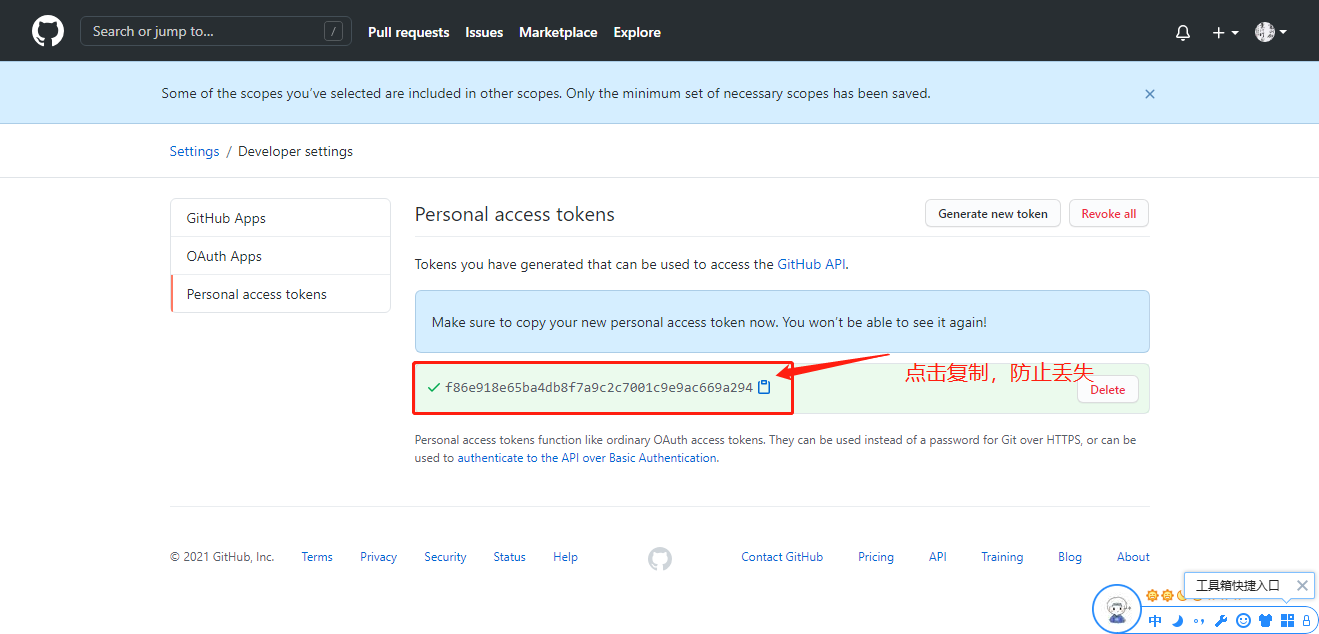 Search or jump to... /
Pull requests Issues Marketplace Explore
Some of the scopes you've selected are included in other scopes. Only the minimum set of necessary scopes has been saved.
Settings / Developer settings
GitHub Apps
OAuth Apps
Personal access tokens
Personal access tokens
Generate new token
Revoke all
Tokens you have generated that can be used to access the GitHub API.
Make sure to copy your new personal access token now. You won't be able to see it again!
f86e918e65ba4db8f7a9c2c7001c9e9ac669a294
点击复制，防止丢失
Delete
Personal access tokens function like ordinary OAuth access tokens. They can be used instead of a password for Git over HTTPS, or can be
used to authenticate to the API over Basic Authentication.
© 2021 GitHub, Inc. Terms Privacy Security Status Help Contact GitHub Pricing API Training Blog About
工具箱快捷入口
中